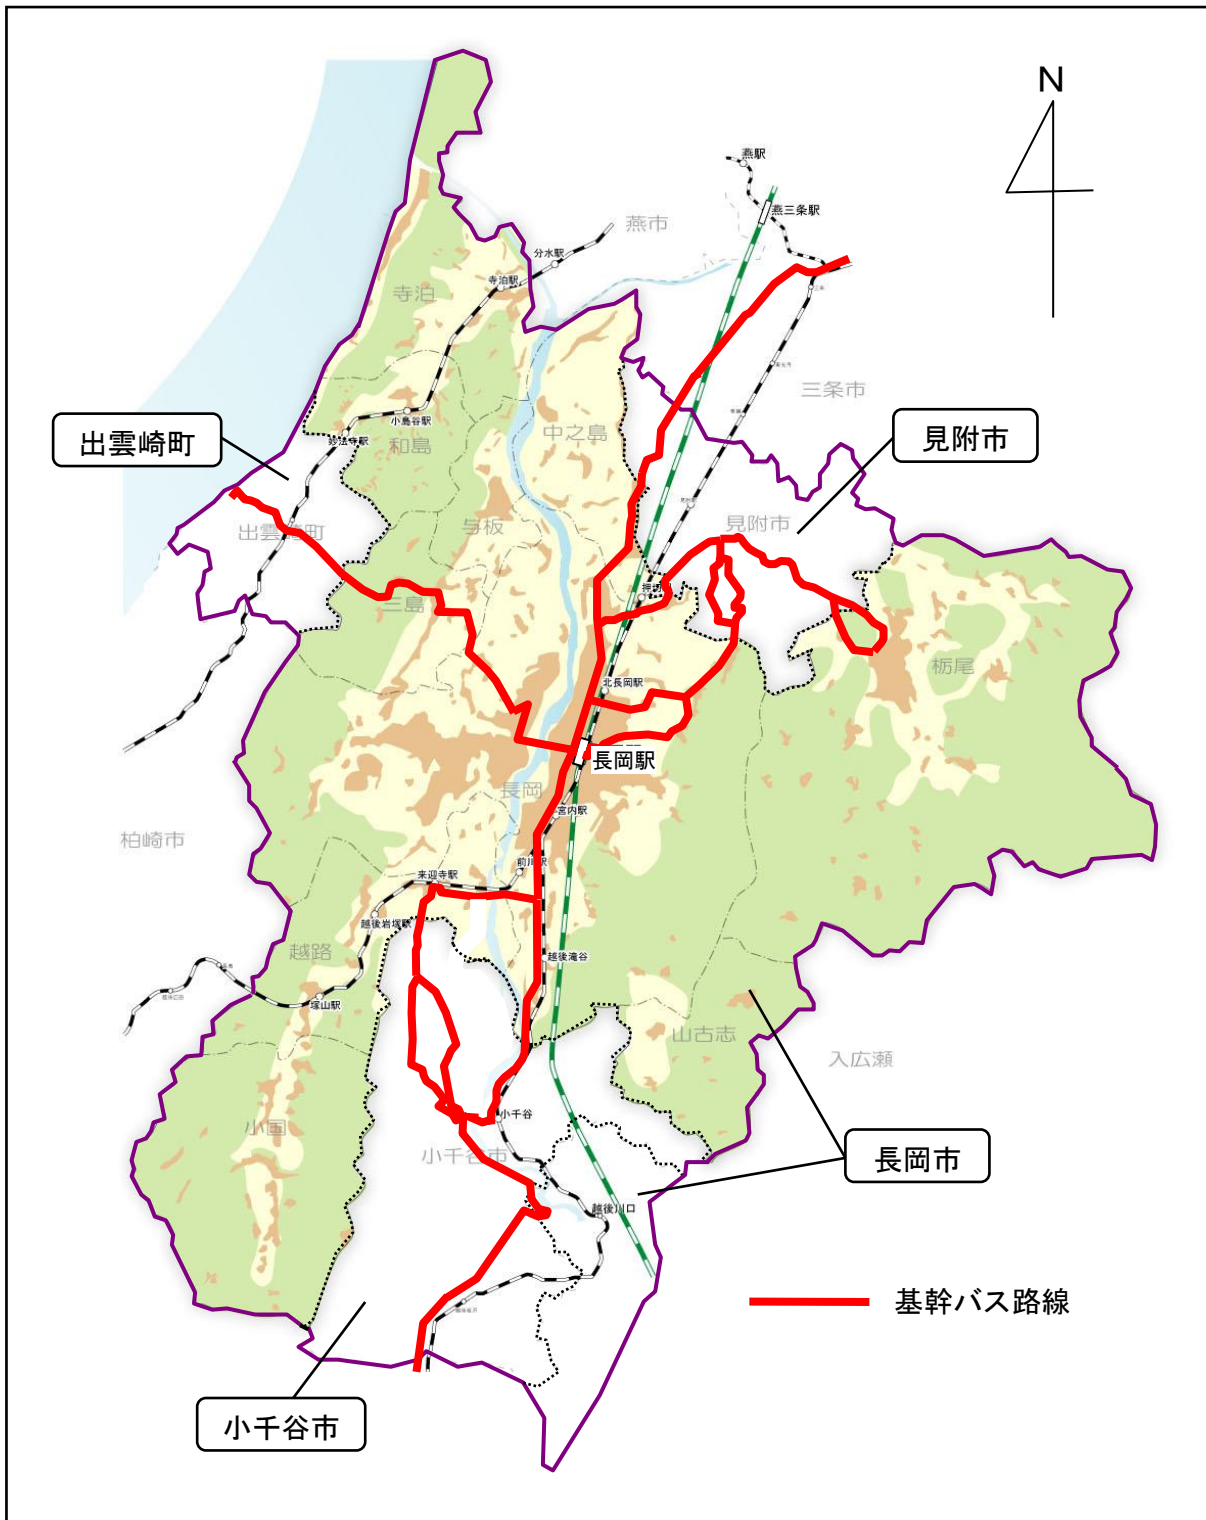 N
燕駅
燕三条駅
燕市
分水駅
寺泊駅
寺泊
三条市
小島谷駅
出雲崎町
妙法寺駅
和島
中之島
見附市
出雲崎町
与板
見附市
押切
三島
栃尾
北長岡駅
長岡駅
長岡
宮内駅
柏崎市
前川駅
来迎寺駅
越後岩塚駅
越路
越後滝谷
塚山駅
山古志
入広瀬
小国
小千谷
小千谷市
長岡市
越後川口
基幹バス路線
小千谷市